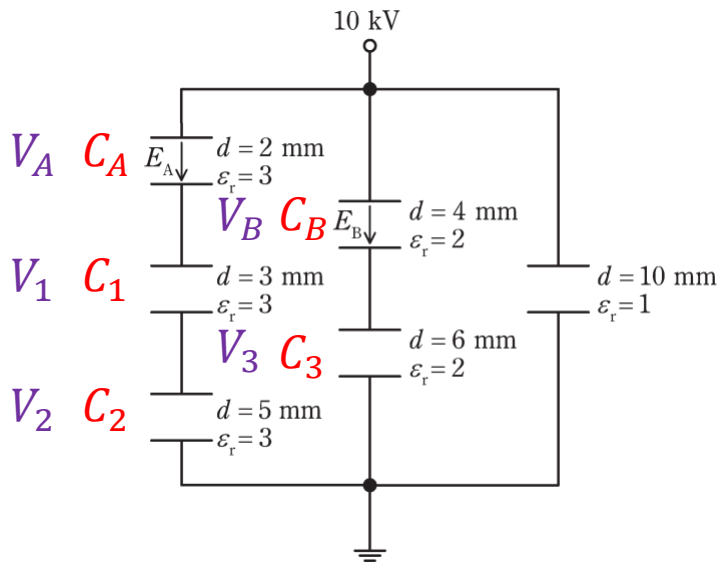 10 kV
V_A C_A E_A d = 2 mm
ε_r = 3
V_B C_B E_B d = 4 mm
ε_r = 2
V_1 C_1 d = 3 mm
ε_r = 3
d = 10 mm
ε_r = 1
V_3 C_3 d = 6 mm
ε_r = 2
V_2 C_2 d = 5 mm
ε_r = 3